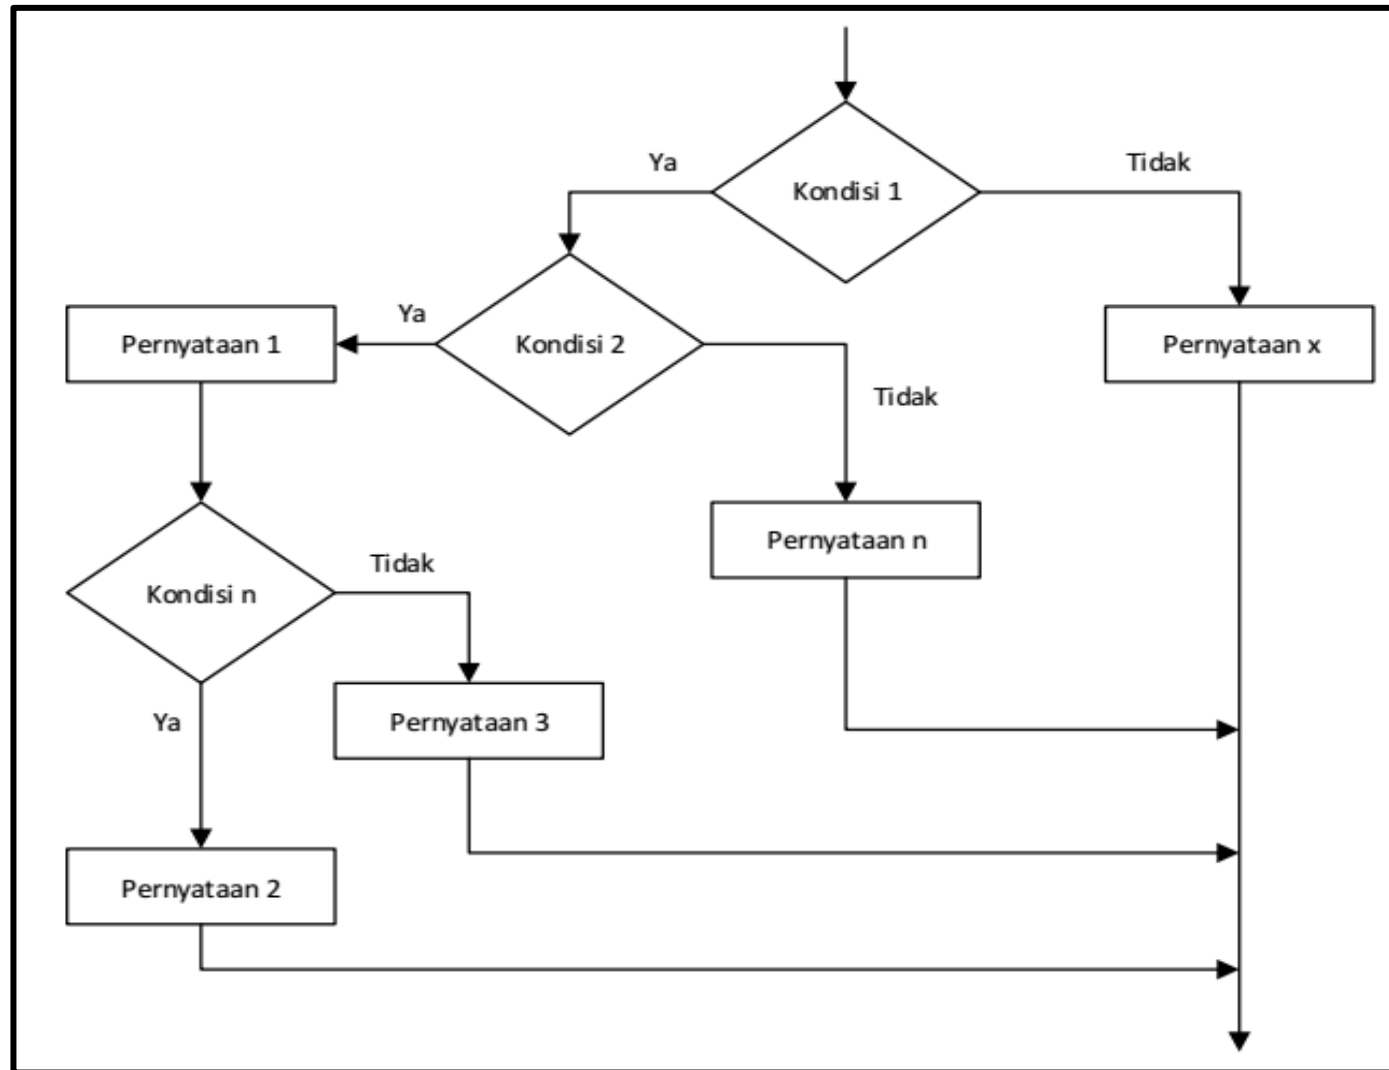 Ya
Tidak
Kondisi 1
Ya
Pernyataan 1
Kondisi 2
Pernyataan x
Tidak
Pernyataan n
Tidak
Kondisi n
Ya
Pernyataan 3
Pernyataan 2